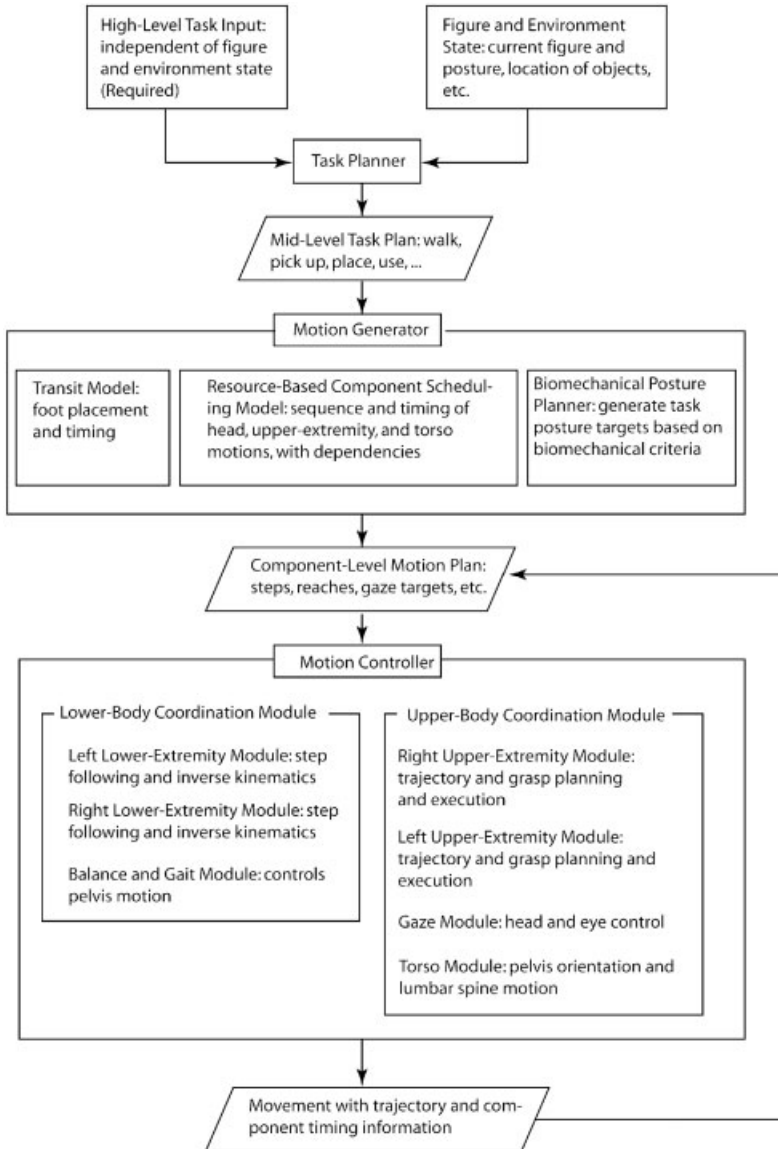 High-Level Task Input:
independent of figure
and environment state
(Required)
Figure and Environment
State: current figure and
posture, location of objects,
etc.
Task Planner
Mid-Level Task Plan: walk,
pick up, place, use, ...
Motion Generator
Transit Model:
foot placement
and timing
Resource-Based Component Schedul-
ing Model: sequence and timing of
head, upper-extremity, and torso
motions, with dependencies
Biomechanical Posture
Planner: generate task
posture targets based on
biomechanical criteria
Component-Level Motion Plan:
steps, reaches, gaze targets, etc.
Motion Controller
Lower-Body Coordination Module
Left Lower-Extremity Module: step
following and inverse kinematics
Right Lower-Extremity Module: step
following and inverse kinematics
Balance and Gait Module: controls
pelvis motion
Upper-Body Coordination Module
Right Upper-Extremity Module:
trajectory and grasp planning
and execution
Left Upper-Extremity Module:
trajectory and grasp planning and
execution
Gaze Module: head and eye control
Torso Module: pelvis orientation and
lumbar spine motion
Movement with trajectory and com-
ponent timing information